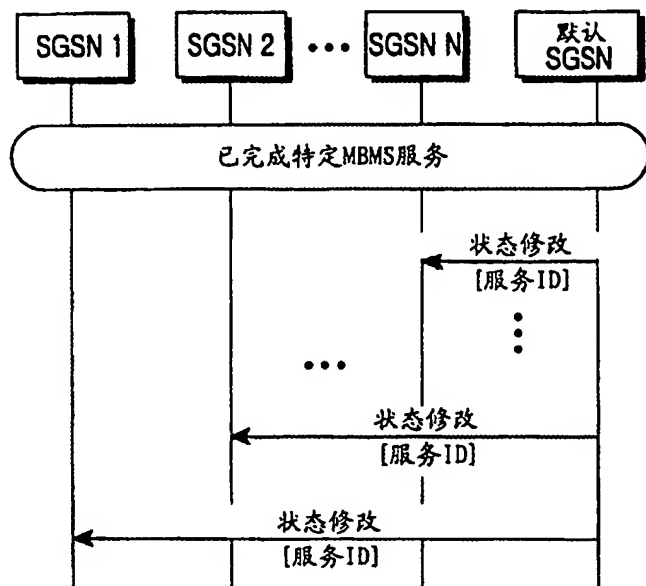 SGSN 1
SGSN 2
SGSN N
默认
SGSN
已完成特定MBMS服务
状态修改
[服务ID]
状态修改
[服务ID]
状态修改
[服务ID]